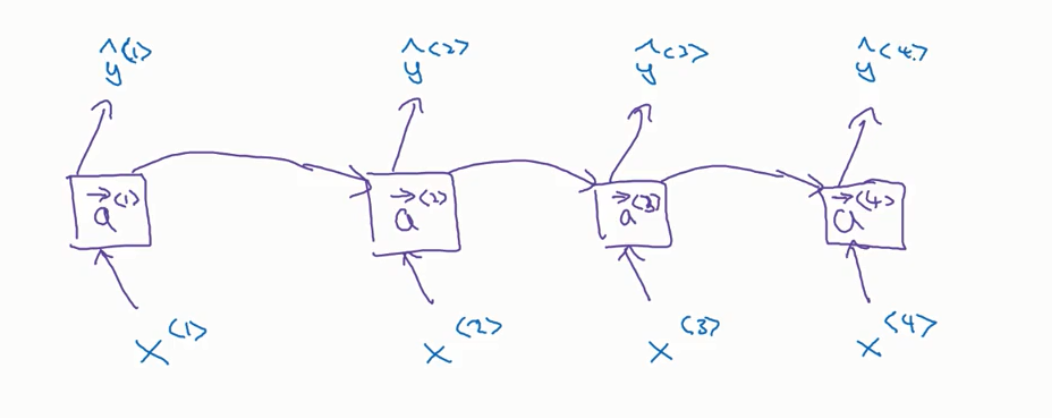 ŷ<1> ŷ<2> ŷ<3> ŷ<4>
a⃗<1> a⃗<2> a⃗<3> a⃗<4>
x<1> x<2> x<3> x<4>